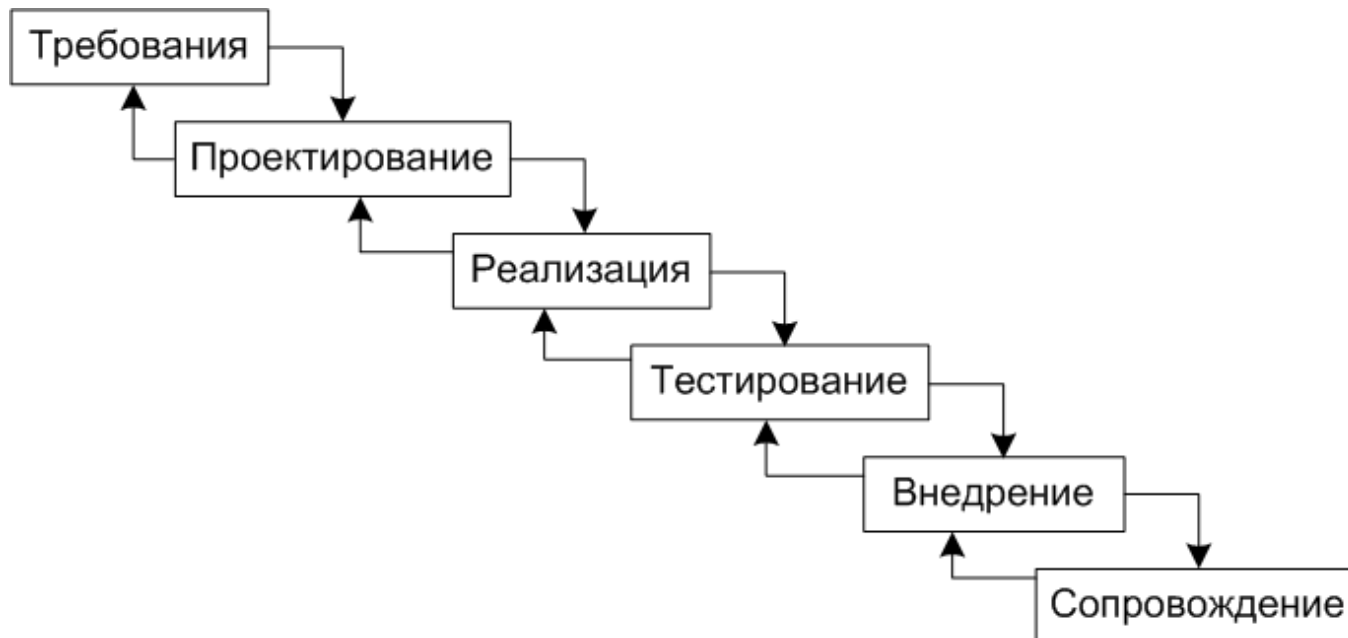 Требования
Проектирование
Реализация
Тестирование
Внедрение
Сопровождение